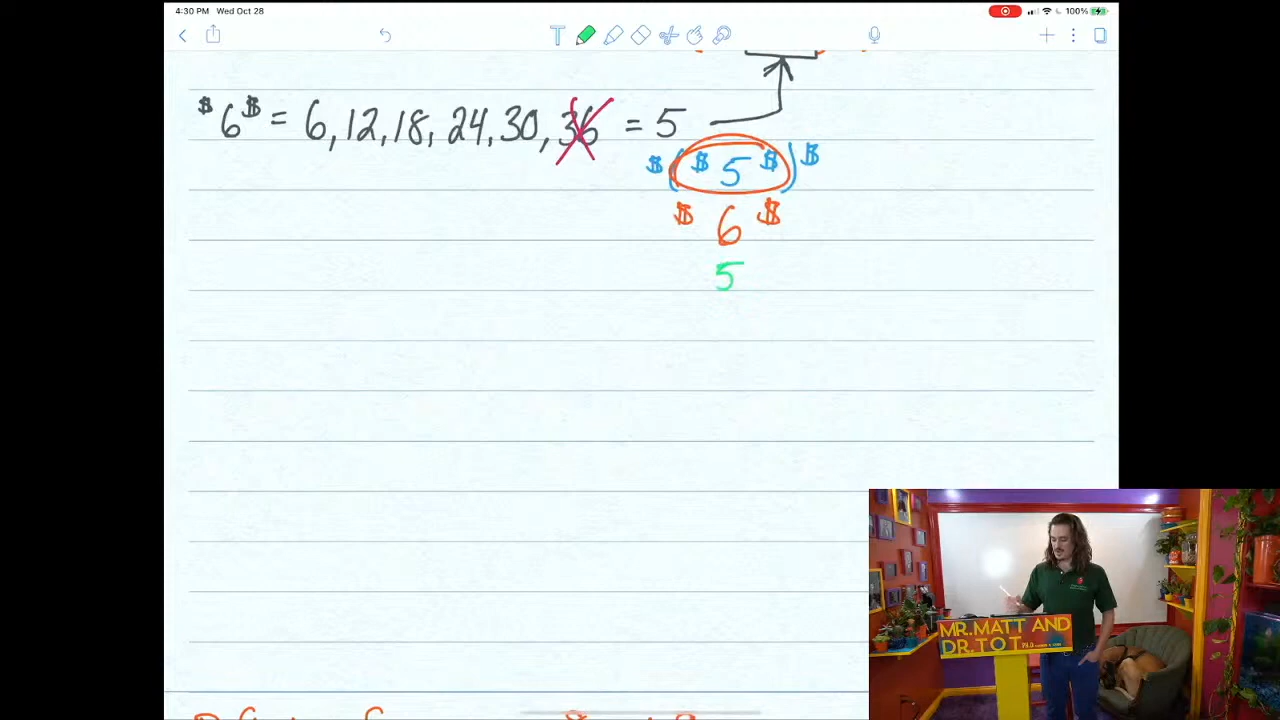 4:30 PM Wed Oct 28
100%
T
$6$ = 6, 12, 18, 24, 30, 36 = 5
$($5$)$
$6$
5
MR. MATT AND
DR. TOT